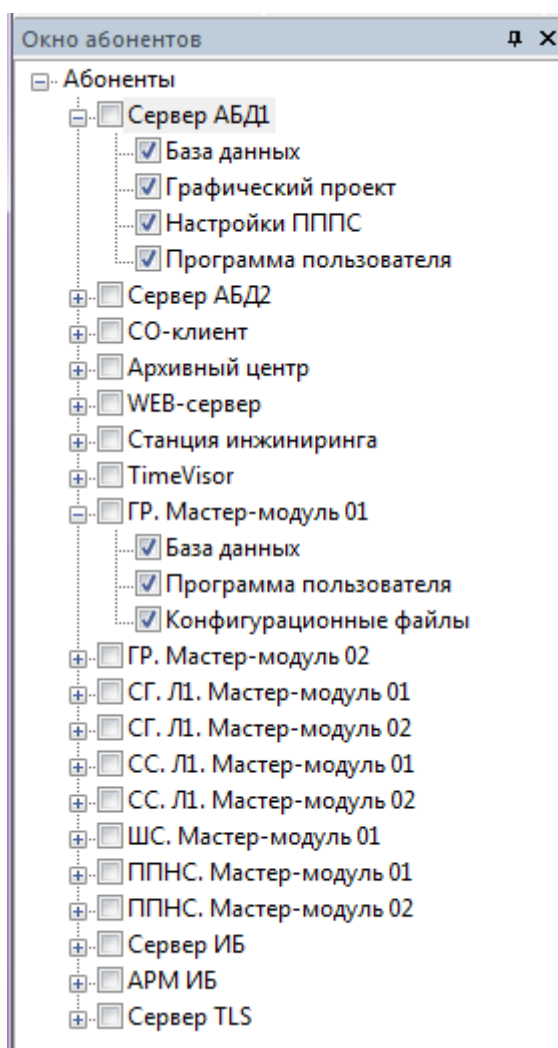 Окно абонентов
Абоненты
Сервер АБД1
База данных
Графический проект
Настройки ПППС
Программа пользователя
Сервер АБД2
СО-клиент
Архивный центр
WEB-сервер
Станция инжиниринга
TimeVisor
ГР. Мастер-модуль 01
База данных
Программа пользователя
Конфигурационные файлы
ГР. Мастер-модуль 02
СГ. Л1. Мастер-модуль 01
СГ. Л1. Мастер-модуль 02
СС. Л1. Мастер-модуль 01
СС. Л1. Мастер-модуль 02
ШС. Мастер-модуль 01
ППНС. Мастер-модуль 01
ППНС. Мастер-модуль 02
Сервер ИБ
АРМ ИБ
Сервер TLS